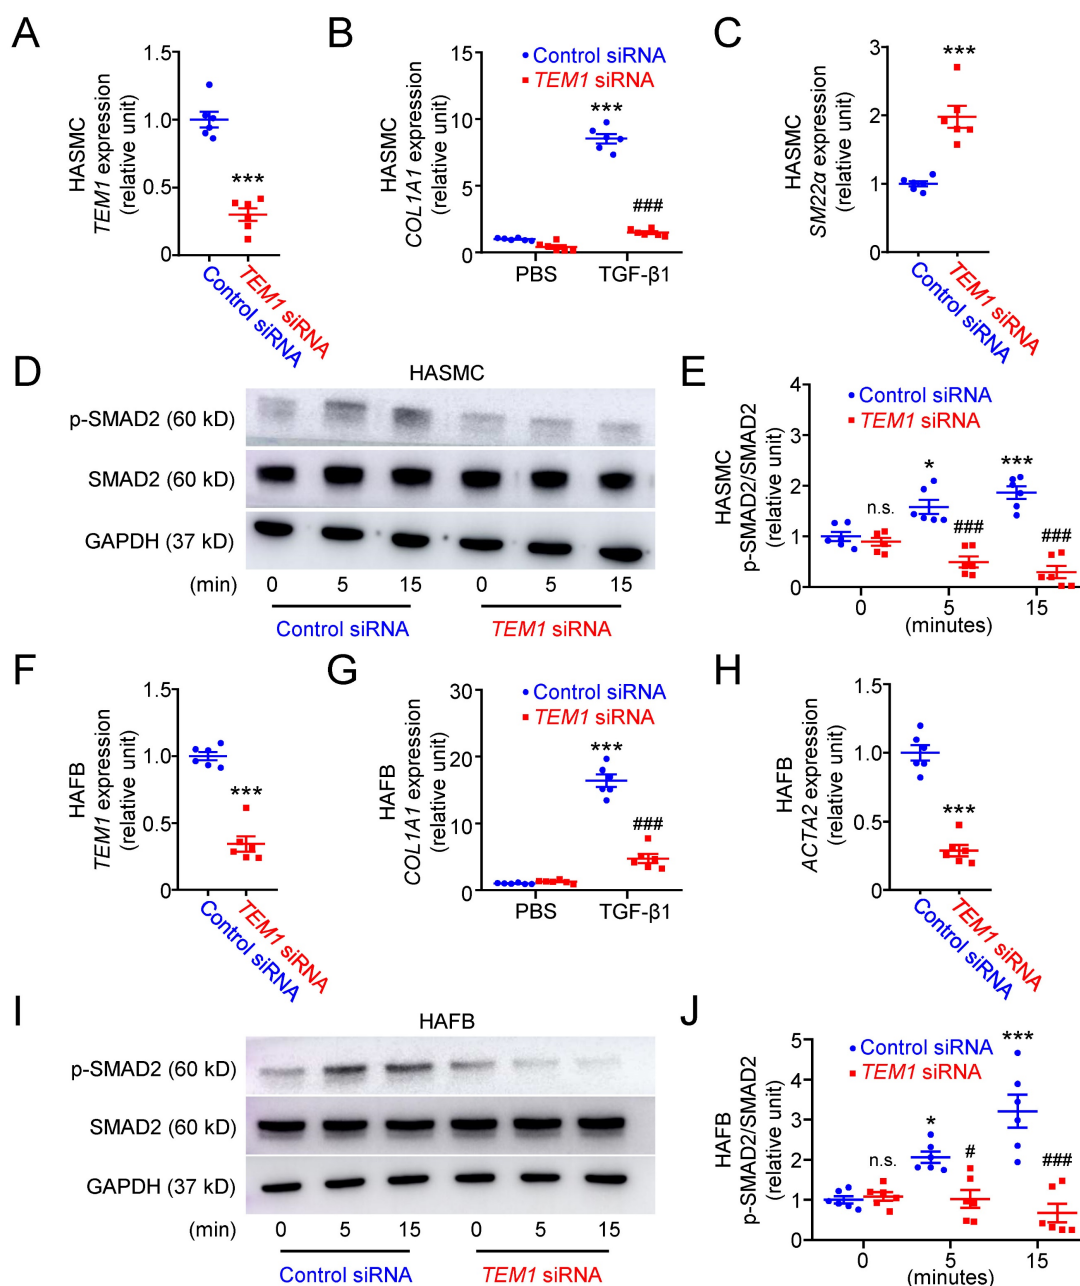 A
HASMC
TEM1 expression
(relative unit)
1.5
1.0
0.5
0
***
Control siRNA
TEM1 siRNA
B
HASMC
COL1A1 expression
(relative unit)
15
10
5
0
Control siRNA
TEM1 siRNA
***
###
PBS
TGF-β1
C
HASMC
SM22α expression
(relative unit)
3
2
1
0
***
Control siRNA
TEM1 siRNA
D
HASMC
p-SMAD2 (60 kD)
SMAD2 (60 kD)
GAPDH (37 kD)
(min) 0 5 15 0 5 15
Control siRNA TEM1 siRNA
E
HASMC
p-SMAD2/SMAD2
(relative unit)
4
3
2
1
0
Control siRNA
TEM1 siRNA
n.s.
*
###
***
###
0 5 15
(minutes)
F
HAFB
TEM1 expression
(relative unit)
1.5
1.0
0.5
0
***
Control siRNA
TEM1 siRNA
G
HAFB
COL1A1 expression
(relative unit)
30
20
10
0
Control siRNA
TEM1 siRNA
***
###
PBS
TGF-β1
H
HAFB
ACTA2 expression
(relative unit)
1.5
1.0
0.5
0
***
Control siRNA
TEM1 siRNA
I
HAFB
p-SMAD2 (60 kD)
SMAD2 (60 kD)
GAPDH (37 kD)
(min) 0 5 15 0 5 15
Control siRNA TEM1 siRNA
J
HAFB
p-SMAD2/SMAD2
(relative unit)
5
4
3
2
1
0
Control siRNA
TEM1 siRNA
n.s.
*
#
***
###
0 5 15
(minutes)